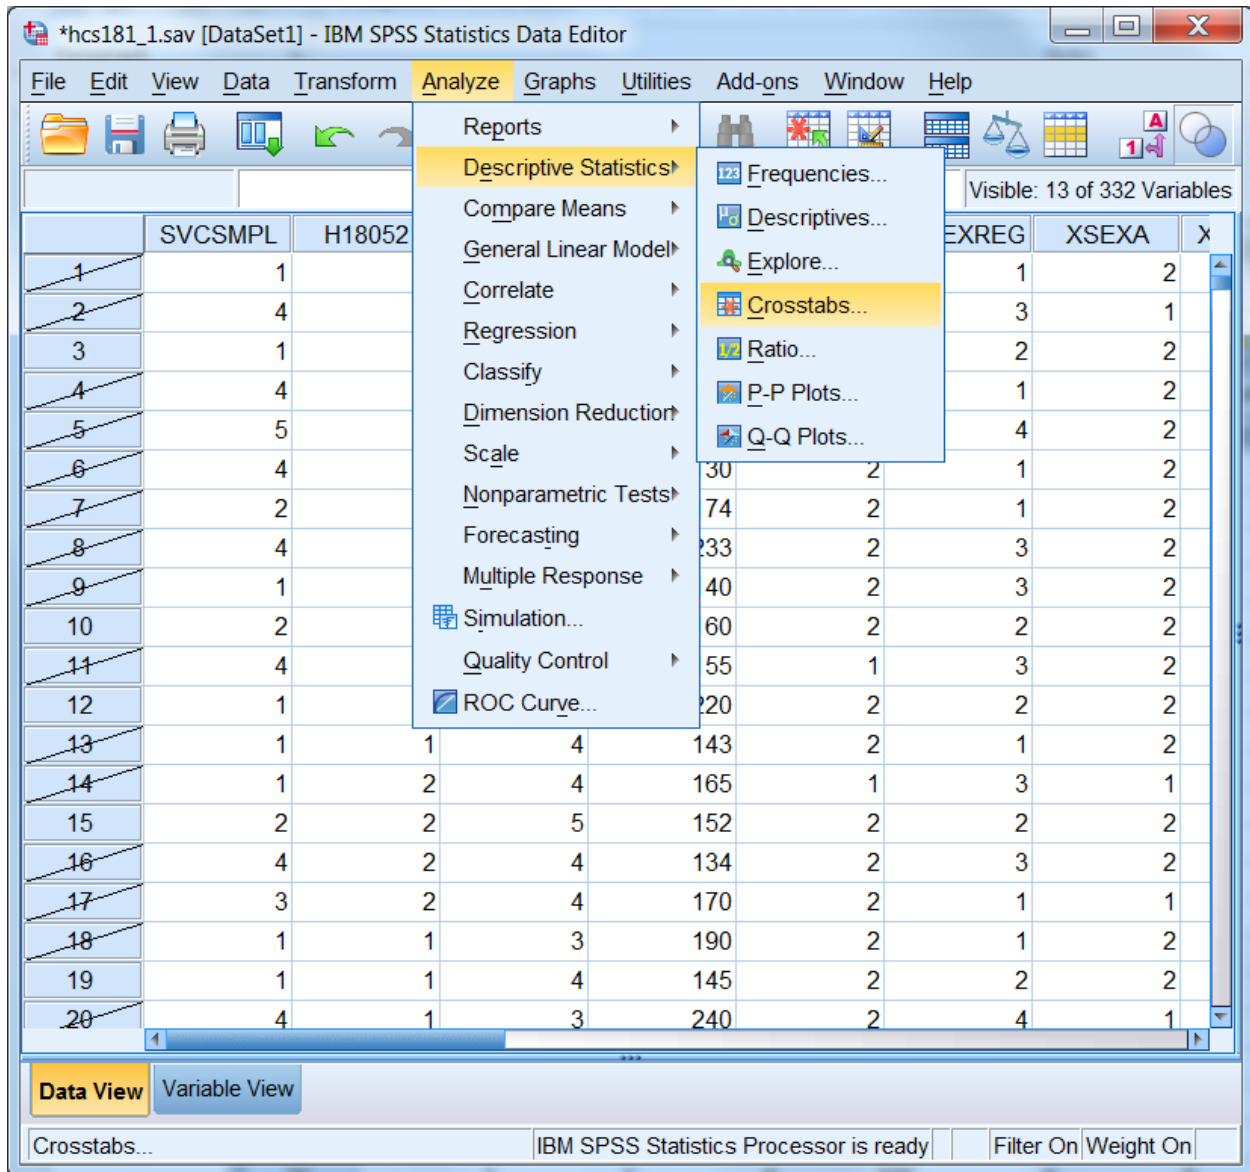 *hcs181_1.sav [DataSet1] - IBM SPSS Statistics Data Editor
File Edit View Data Transform Analyze Graphs Utilities Add-ons Window Help
Reports
Descriptive Statistics
Compare Means
General Linear Model
Correlate
Regression
Classify
Dimension Reduction
Scale
Nonparametric Tests
Forecasting
Multiple Response
Simulation...
Quality Control
ROC Curve...
Frequencies...
Descriptives...
Explore...
Crosstabs...
Ratio...
P-P Plots...
Q-Q Plots...
Visible: 13 of 332 Variables
SVCSMPL H18052 EXREG XSEXA X
1 1 1 2
2 4 3 1
3 1 2 2
4 4 1 2
5 5 4 2
6 4 30 2 1 2
7 2 74 2 1 2
8 4 233 2 3 2
9 1 40 2 3 2
10 2 60 2 2 2
11 4 55 1 3 2
12 1 220 2 2 2
13 1 1 4 143 2 1 2
14 1 2 4 165 1 3 1
15 2 2 5 152 2 2 2
16 4 2 4 134 2 3 2
17 3 2 4 170 2 1 1
18 1 1 3 190 2 1 2
19 1 1 4 145 2 2 2
20 4 1 3 240 2 4 1
Data View Variable View
Crosstabs... IBM SPSS Statistics Processor is ready Filter On Weight On